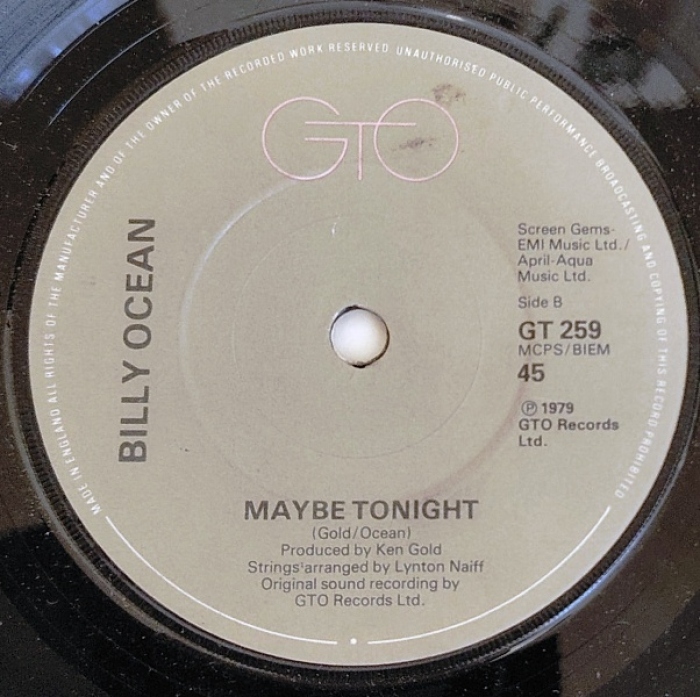 MADE IN ENGLAND ALL RIGHTS OF THE MANUFACTURER AND OF THE OWNER OF THE RECORDED WORK RESERVED UNAUTHORISED PUBLIC PERFORMANCE BROADCASTING AND COPYING OF THIS RECORD PROHIBITED
GTO
BILLY OCEAN
Screen Gems-
EMI Music Ltd./
April-Aqua
Music Ltd.
Side B
GT 259
MCPS/BIEM
45
Ⓟ 1979
GTO Records
Ltd.
MAYBE TONIGHT
(Gold/Ocean)
Produced by Ken Gold
Strings arranged by Lynton Naiff
Original sound recording by
GTO Records Ltd.